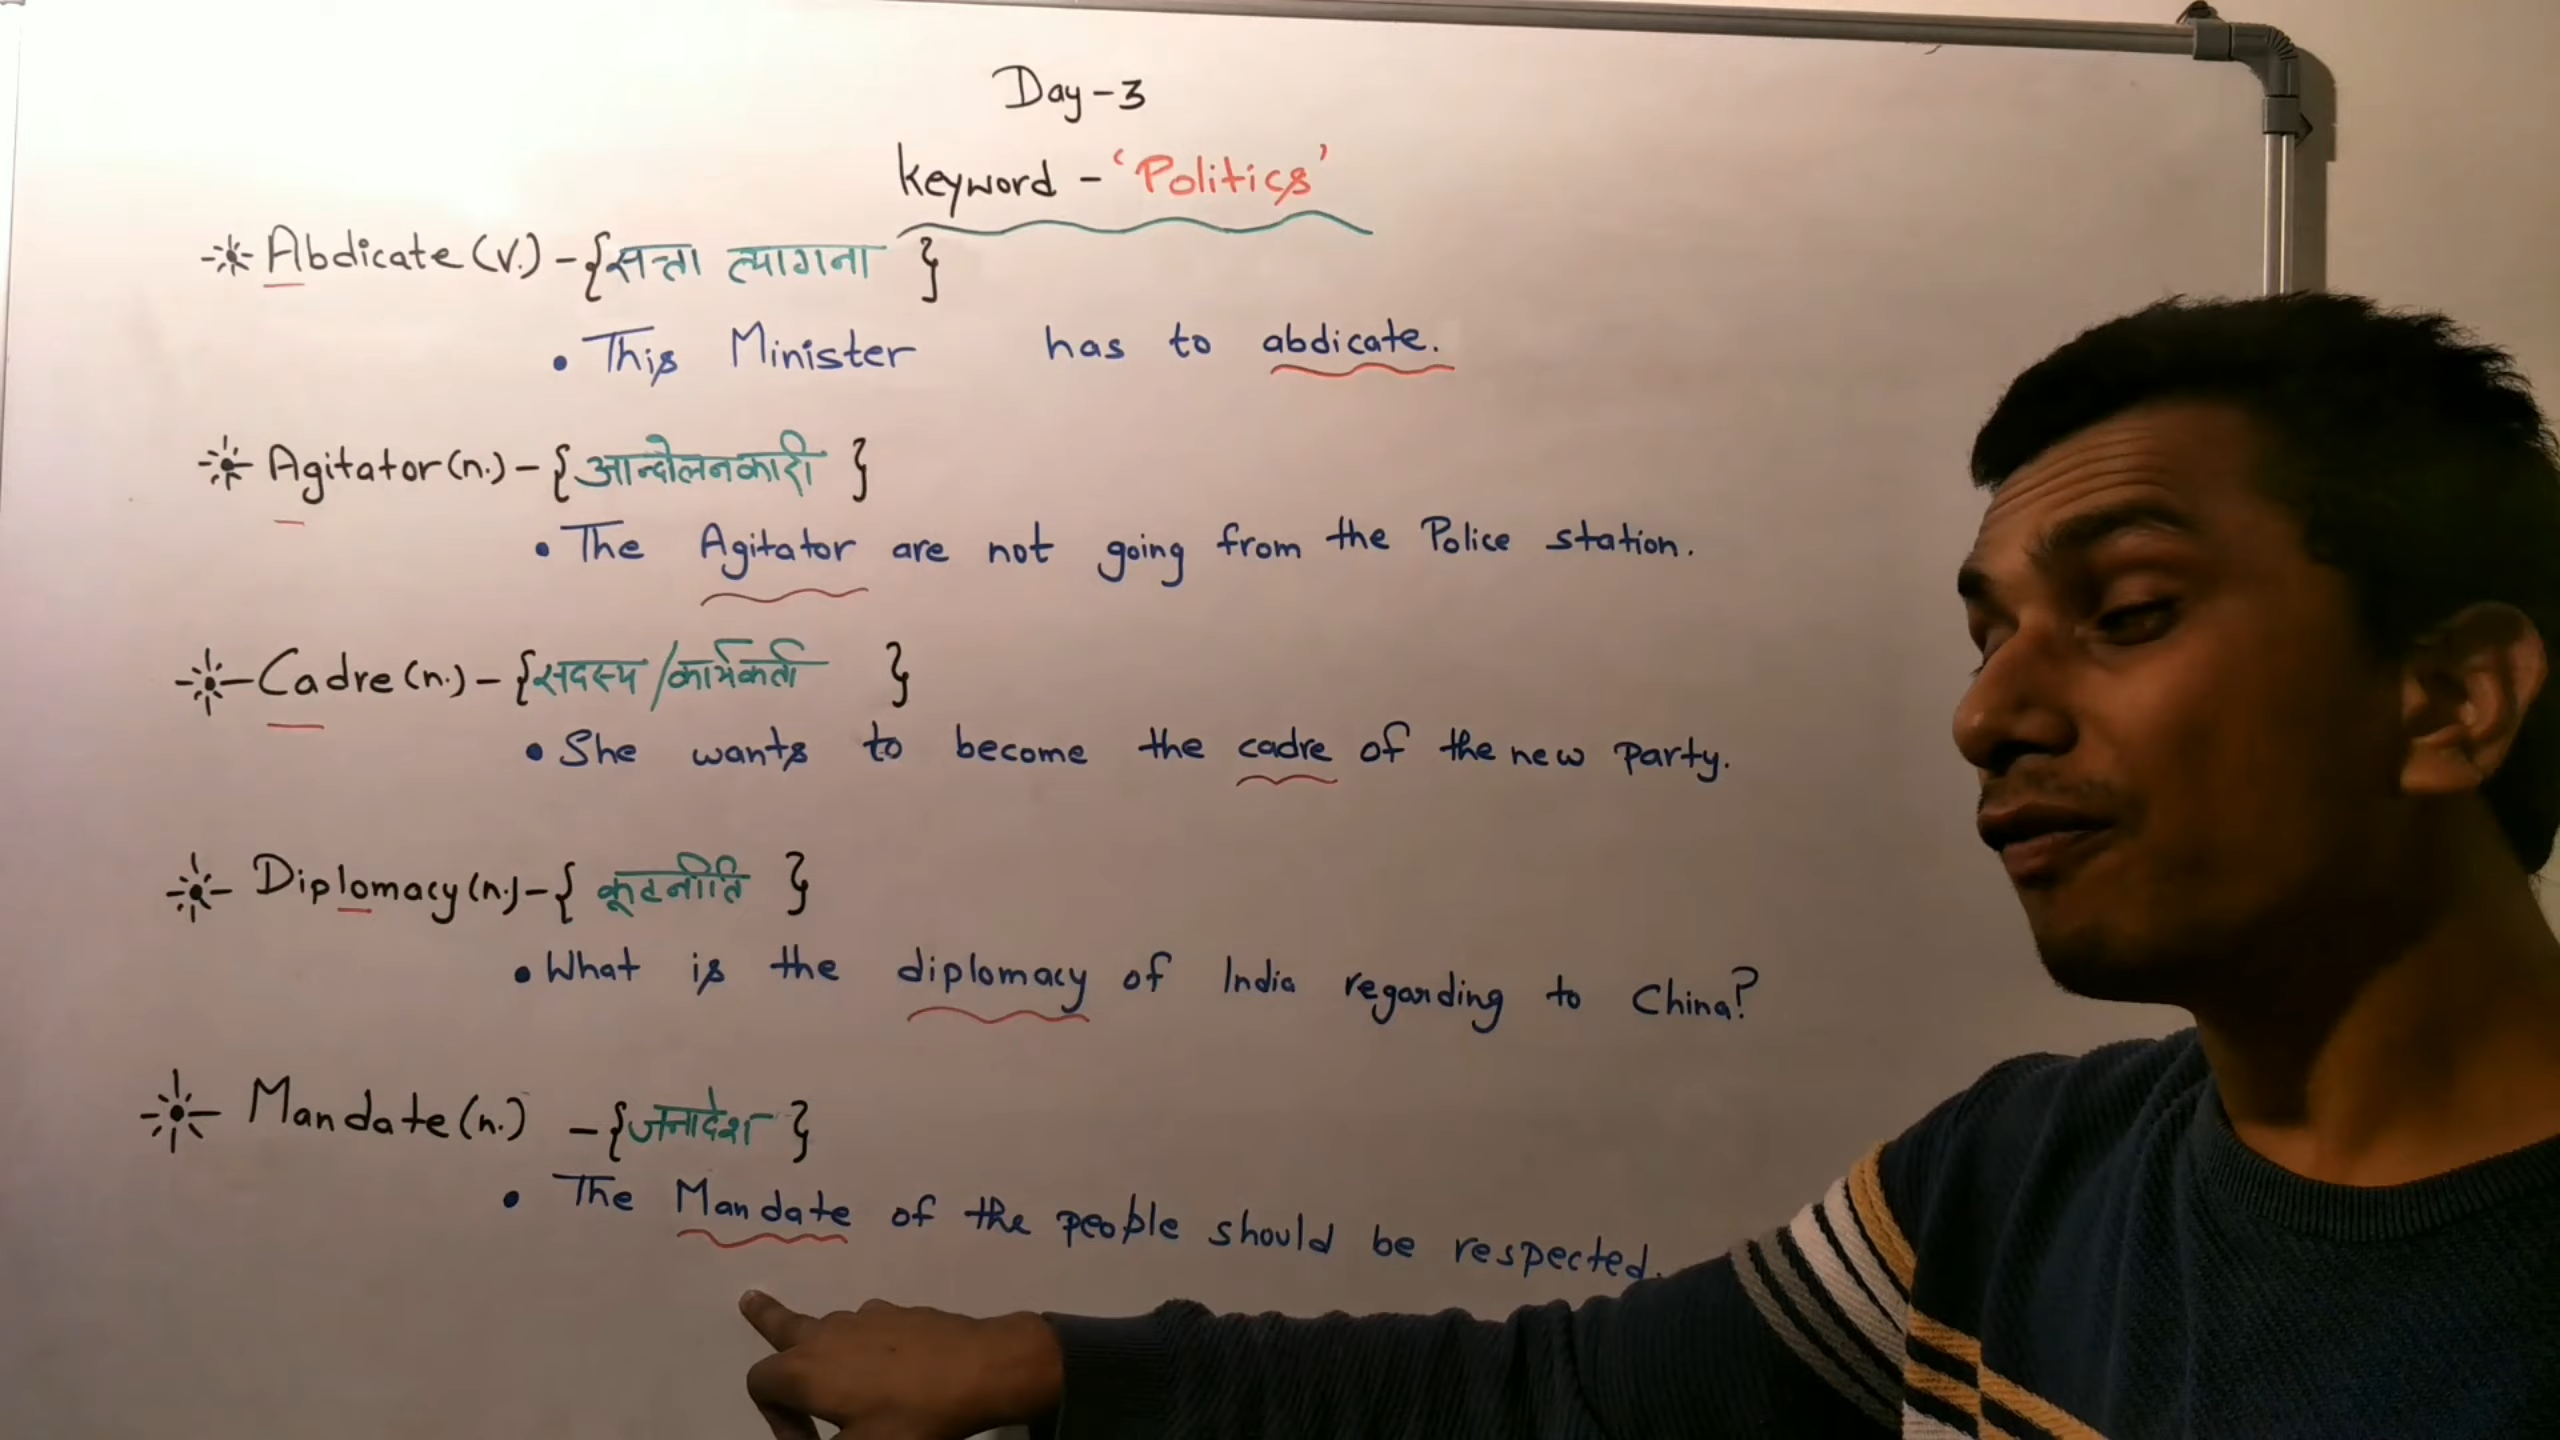 Day-3
Keyword - 'Politics'
Abdicate (v.) - {सत्ता त्यागना }
• This Minister has to abdicate.
Agitator (n.) - {आन्दोलनकारी }
• The Agitator are not going from the Police station.
Cadre (n.) - {सदस्य/कार्यकर्ता }
• She wants to become the cadre of the new party.
Diplomacy (n.) - { कूटनीति }
• What is the diplomacy of India regarding to China?
Mandate (n.) - {जनादेश }
• The Mandate of the people should be respected.